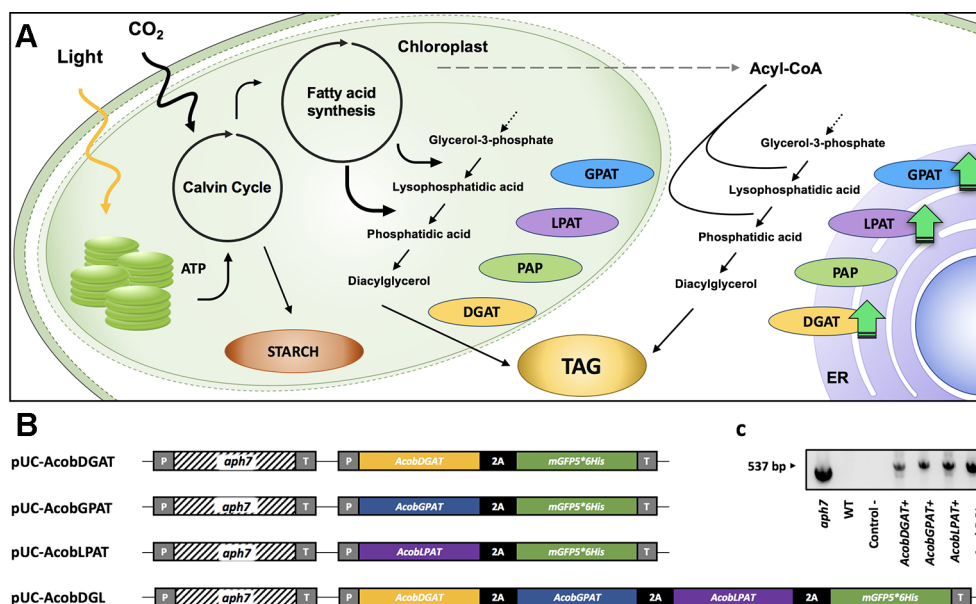 A
Light
CO2
Chloroplast
Fatty acid
synthesis
Calvin Cycle
ATP
STARCH
Glycerol-3-phosphate
Lysophosphatidic acid
Phosphatidic acid
Diacylglycerol
GPAT
LPAT
PAP
DGAT
TAG
Acyl-CoA
Glycerol-3-phosphate
Lysophosphatidic acid
Phosphatidic acid
Diacylglycerol
GPAT
LPAT
PAP
DGAT
ER
B
pUC-AcobDGAT P aph7 T P AcobDGAT 2A mGFP5*6His T
pUC-AcobGPAT P aph7 T P AcobGPAT 2A mGFP5*6His T
pUC-AcobLPAT P aph7 T P AcobLPAT 2A mGFP5*6His T
pUC-AcobDGL P aph7 T P AcobDGAT 2A AcobGPAT 2A AcobLPAT 2A mGFP5*6His T
c
537 bp
aph7
WT
Control -
AcobDGAT+
AcobGPAT+
AcobLPAT+